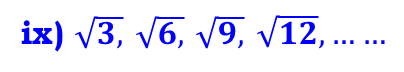 ix) √3, √6, √9, √12, ... ...